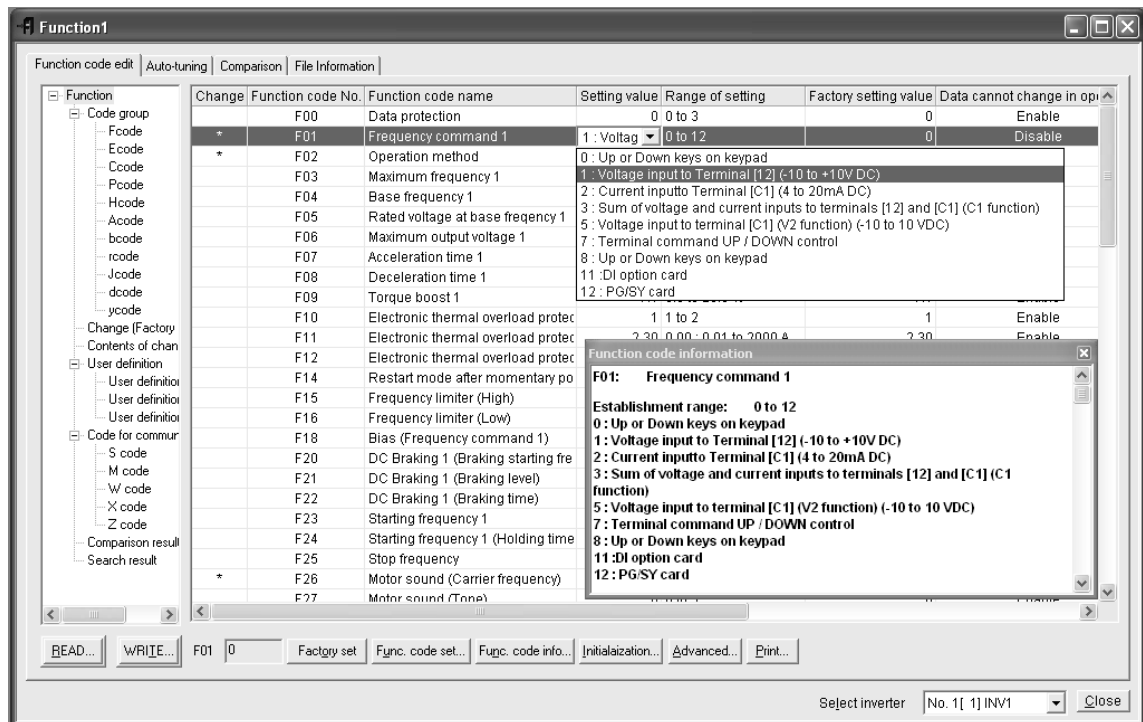 Function1
Function code edit Auto-tuning Comparison File Information
Function
Code group
Fcode
Ecode
Ccode
Pcode
Hcode
Acode
bcode
rcode
Jcode
dcode
ycode
Change (Factory
Contents of chan
User definition
User definition
User definition
User definition
Code for commun
S code
M code
W code
X code
Z code
Comparison result
Search result
Change Function code No. Function code name Setting value Range of setting Factory setting value Data cannot change in ope
F00 Data protection 0 0 to 3 0 Enable
* F01 Frequency command 1 1 : Voltag 0 to 12 0 Disable
* F02 Operation method
F03 Maximum frequency 1
F04 Base frequency 1
F05 Rated voltage at base freqency 1
F06 Maximum output voltage 1
F07 Acceleration time 1
F08 Deceleration time 1
F09 Torque boost 1
F10 Electronic thermal overload protec 1 1 to 2 1 Enable
F11 Electronic thermal overload protec 2.30 0.00 : 0.01 to 2000 A 2.30 Enable
F12 Electronic thermal overload protec
F14 Restart mode after momentary po
F15 Frequency limiter (High)
F16 Frequency limiter (Low)
F18 Bias (Frequency command 1)
F20 DC Braking 1 (Braking starting fre
F21 DC Braking 1 (Braking level)
F22 DC Braking 1 (Braking time)
F23 Starting frequency 1
F24 Starting frequency 1 (Holding time
F25 Stop frequency
* F26 Motor sound (Carrier frequency)
F27 Motor sound (Tone)
0 : Up or Down keys on keypad
1 : Voltage input to Terminal [12] (-10 to +10V DC)
2 : Current inputto Terminal [C1] (4 to 20mA DC)
3 : Sum of voltage and current inputs to terminals [12] and [C1] (C1 function)
5 : Voltage input to terminal [C1] (V2 function) (-10 to 10 VDC)
7 : Terminal command UP / DOWN control
8 : Up or Down keys on keypad
11 :DI option card
12 : PG/SY card
Function code information
F01: Frequency command 1
Establishment range: 0 to 12
0 : Up or Down keys on keypad
1 : Voltage input to Terminal [12] (-10 to +10V DC)
2 : Current inputto Terminal [C1] (4 to 20mA DC)
3 : Sum of voltage and current inputs to terminals [12] and [C1] (C1
function)
5 : Voltage input to terminal [C1] (V2 function) (-10 to 10 VDC)
7 : Terminal command UP / DOWN control
8 : Up or Down keys on keypad
11 :DI option card
12 : PG/SY card
READ... WRITE... F01 0 Factory set Func. code set... Func. code info... Initialaization... Advanced... Print...
Select inverter No. 1[ 1] INV1 Close